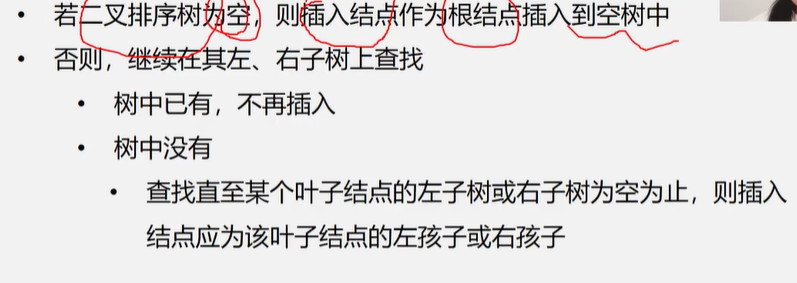 • 若二叉排序树为空，则插入结点作为根结点插入到空树中
• 否则，继续在其左、右子树上查找
• 树中已有，不再插入
• 树中没有
• 查找直至某个叶子结点的左子树或右子树为空为止，则插入
结点应为该叶子结点的左孩子或右孩子